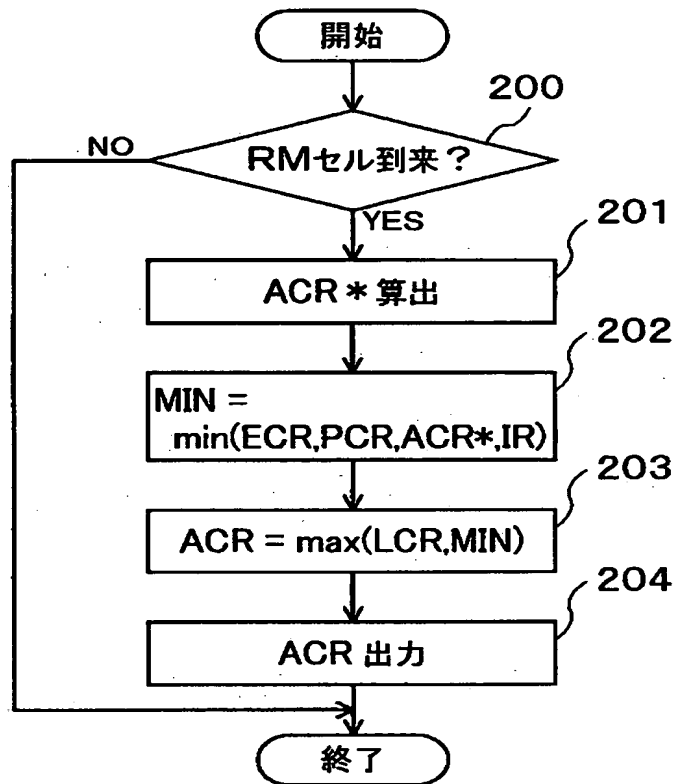 開始
200
RMセル到来？
NO
YES
201
ACR＊算出
202
MIN =
min(ECR,PCR,ACR*,IR)
203
ACR = max(LCR,MIN)
204
ACR 出力
終了